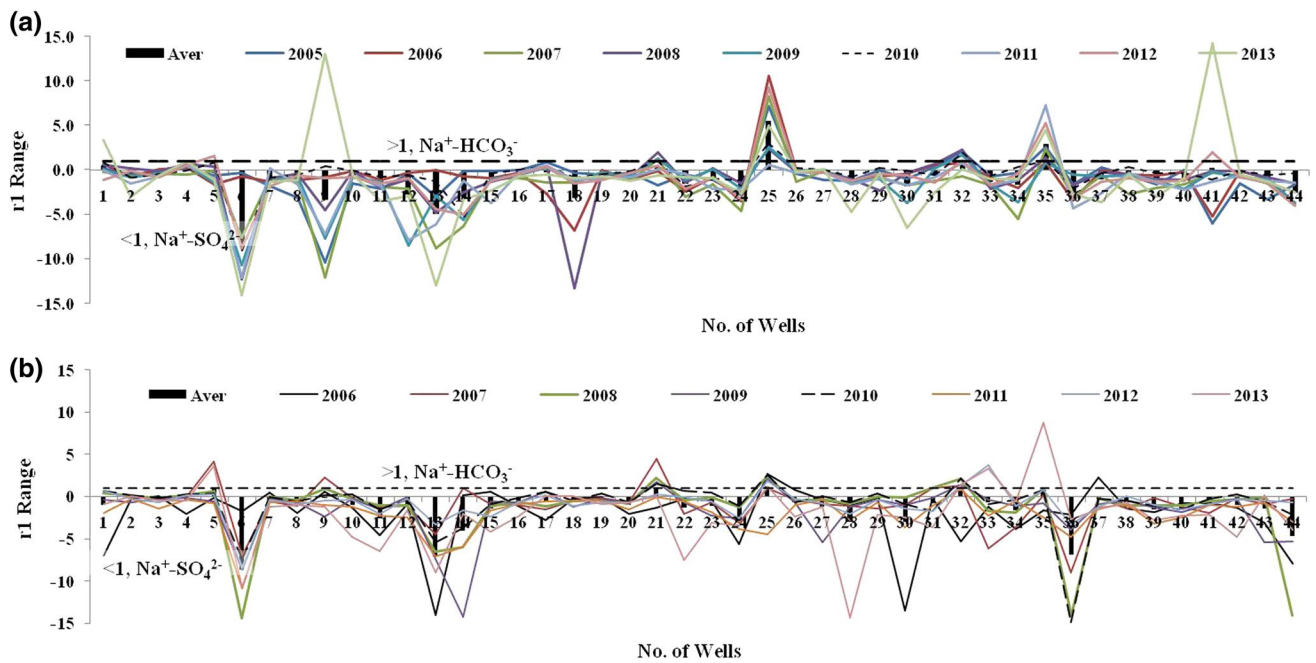 (a)
15.0
Aver 2005 2006 2007 2008 2009 2010 2011 2012 2013
10.0
5.0
>1, Na⁺-HCO₃⁻
0.0
1 2 3 4 5 6 7 8 9 10 11 12 13 14 15 16 17 18 19 20 21 22 23 24 25 26 27 28 29 30 31 32 33 34 35 36 37 38 39 40 41 42 43 44
-5.0
<1, Na⁺-SO₄²⁻
-10.0
-15.0
r1 Range
No. of Wells
(b)
15
Aver 2006 2007 2008 2009 2010 2011 2012 2013
10
5
>1, Na⁺-HCO₃⁻
0
1 2 3 4 5 6 7 8 9 10 11 12 13 14 15 16 17 18 19 20 21 22 23 24 25 26 27 28 29 30 31 32 33 34 35 36 37 38 39 40 41 42 43 44
-5
<1, Na⁺-SO₄²⁻
-10
-15
r1 Range
No. of Wells